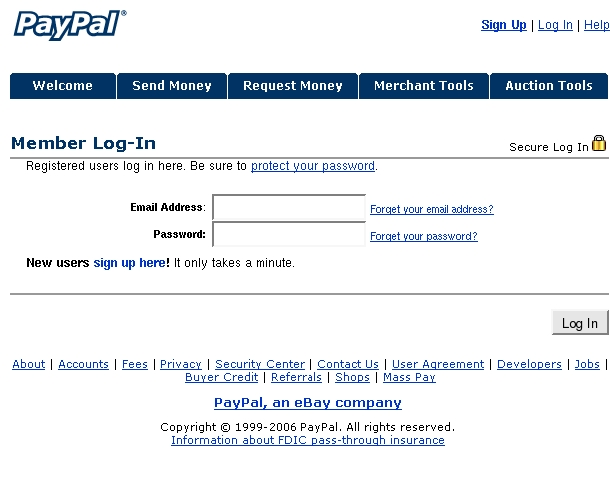 PayPal®
Sign Up | Log In | Help
Welcome Send Money Request Money Merchant Tools Auction Tools
Member Log-In
Secure Log In
Registered users log in here. Be sure to protect your password.
Email Address: Forget your email address?
Password: Forget your password?
New users sign up here! It only takes a minute.
Log In
About | Accounts | Fees | Privacy | Security Center | Contact Us | User Agreement | Developers | Jobs |
Buyer Credit | Referrals | Shops | Mass Pay
PayPal, an eBay company
Copyright © 1999-2006 PayPal. All rights reserved.
Information about FDIC pass-through insurance